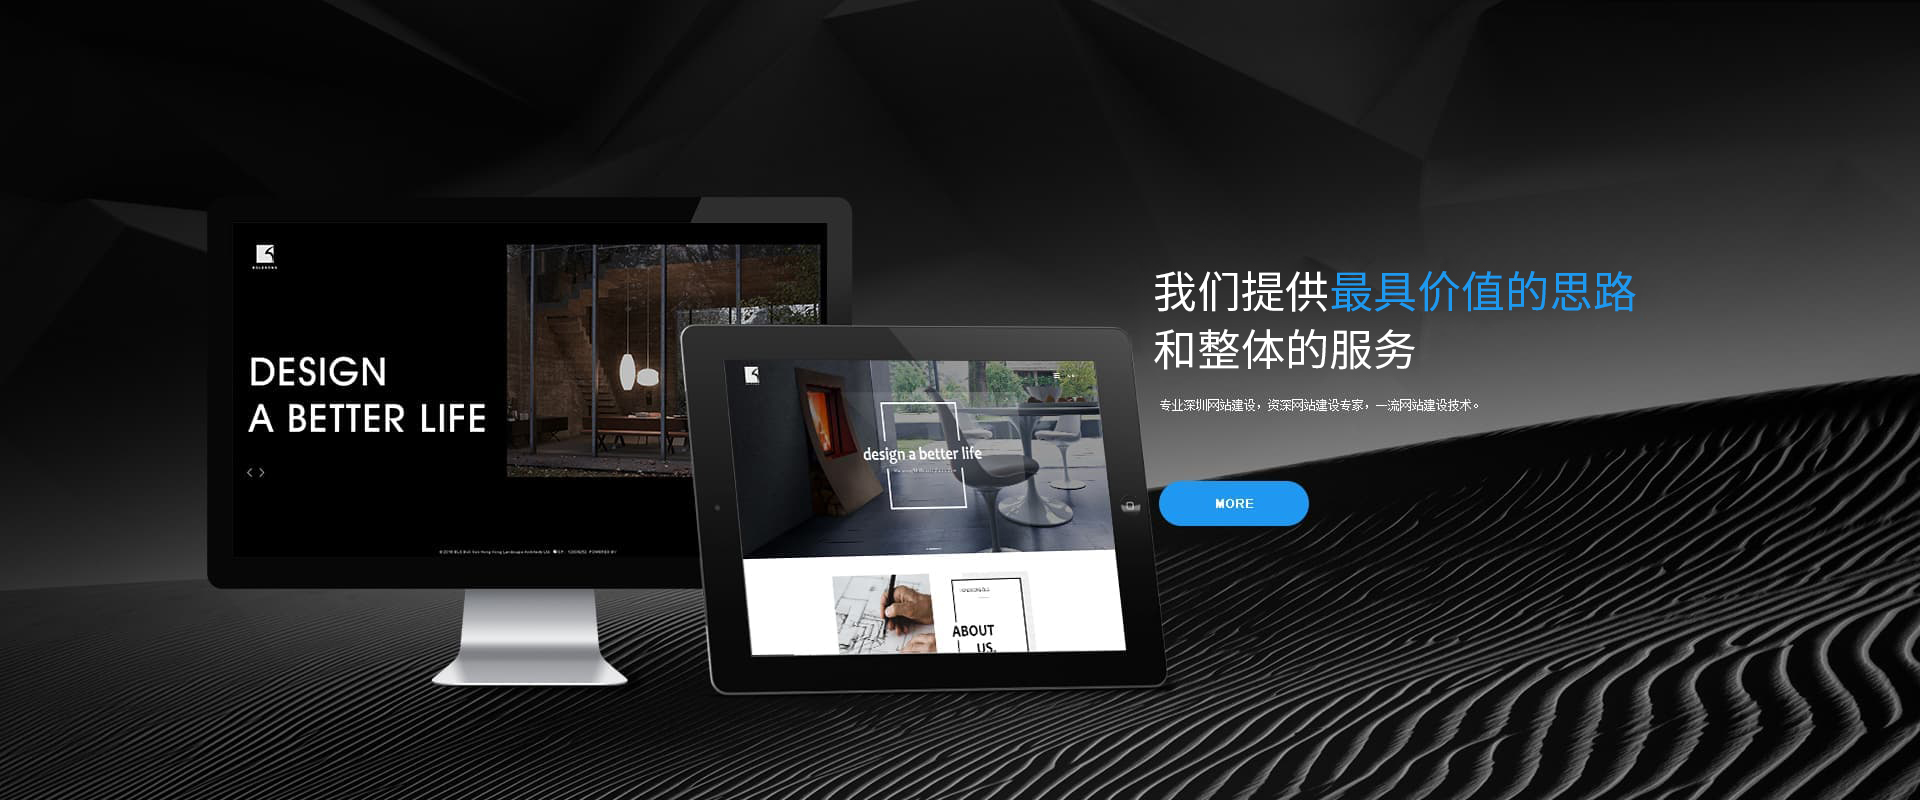 DESIGN
A BETTER LIFE
design a better life
ABOUT
US.
我们提供最具价值的思路
和整体的服务
专业深圳网站建设，资深网站建设专家，一流网站建设技术。
MORE